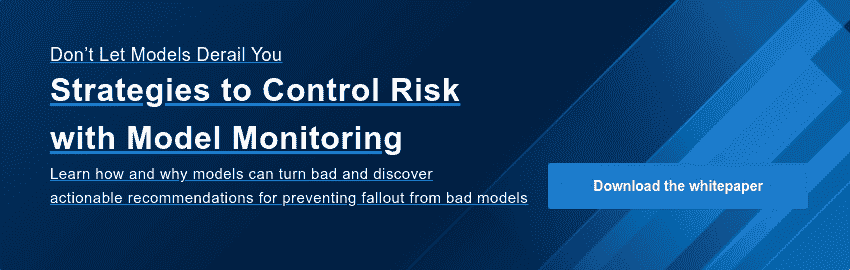 Don't Let Models Derail You
Strategies to Control Risk
with Model Monitoring
Learn how and why models can turn bad and discover
actionable recommendations for preventing fallout from bad models
Download the whitepaper